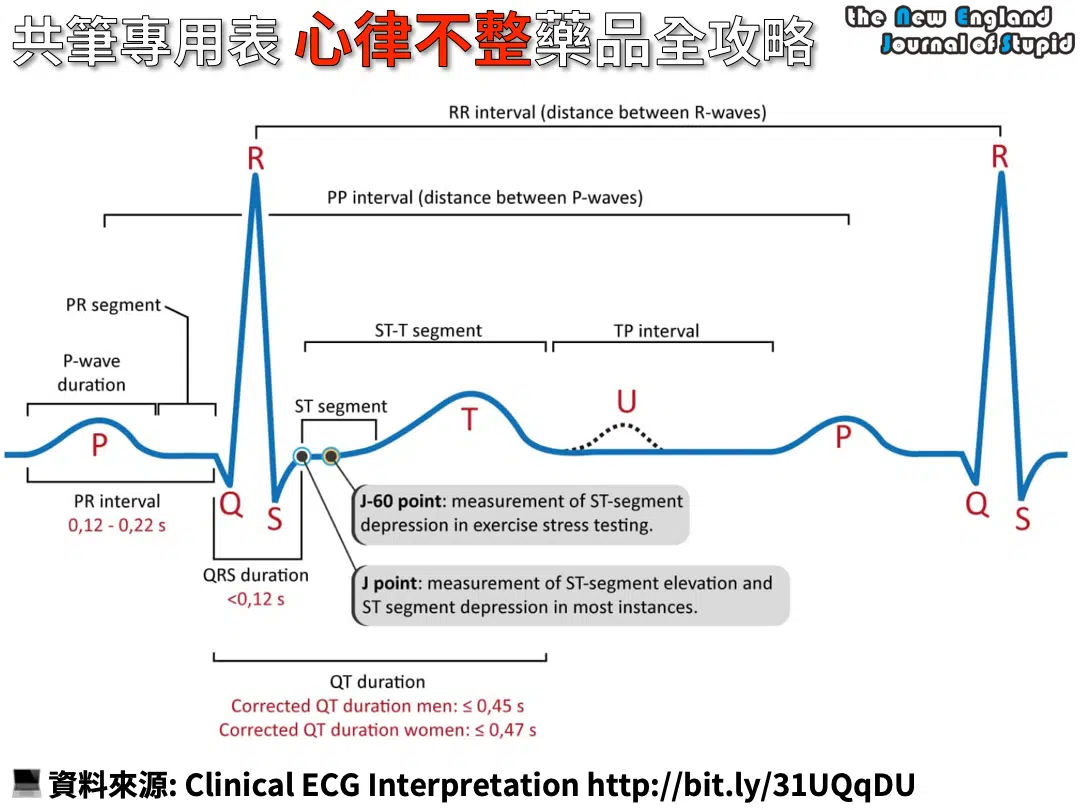 共筆專用表 心律不整藥品全攻略
the New England
Journal of Stupid
RR interval (distance between R-waves)
R
R
PP interval (distance between P-waves)
PR segment
ST-T segment
TP interval
P-wave
duration
ST segment
P
T
U
P
PR interval
0,12 - 0,22 s
Q
S
Q
S
J-60 point: measurement of ST-segment
depression in exercise stress testing.
QRS duration
<0,12 s
J point: measurement of ST-segment elevation and
ST segment depression in most instances.
QT duration
Corrected QT duration men: ≤ 0,45 s
Corrected QT duration women: ≤ 0,47 s
資料來源: Clinical ECG Interpretation http://bit.ly/31UQqDU